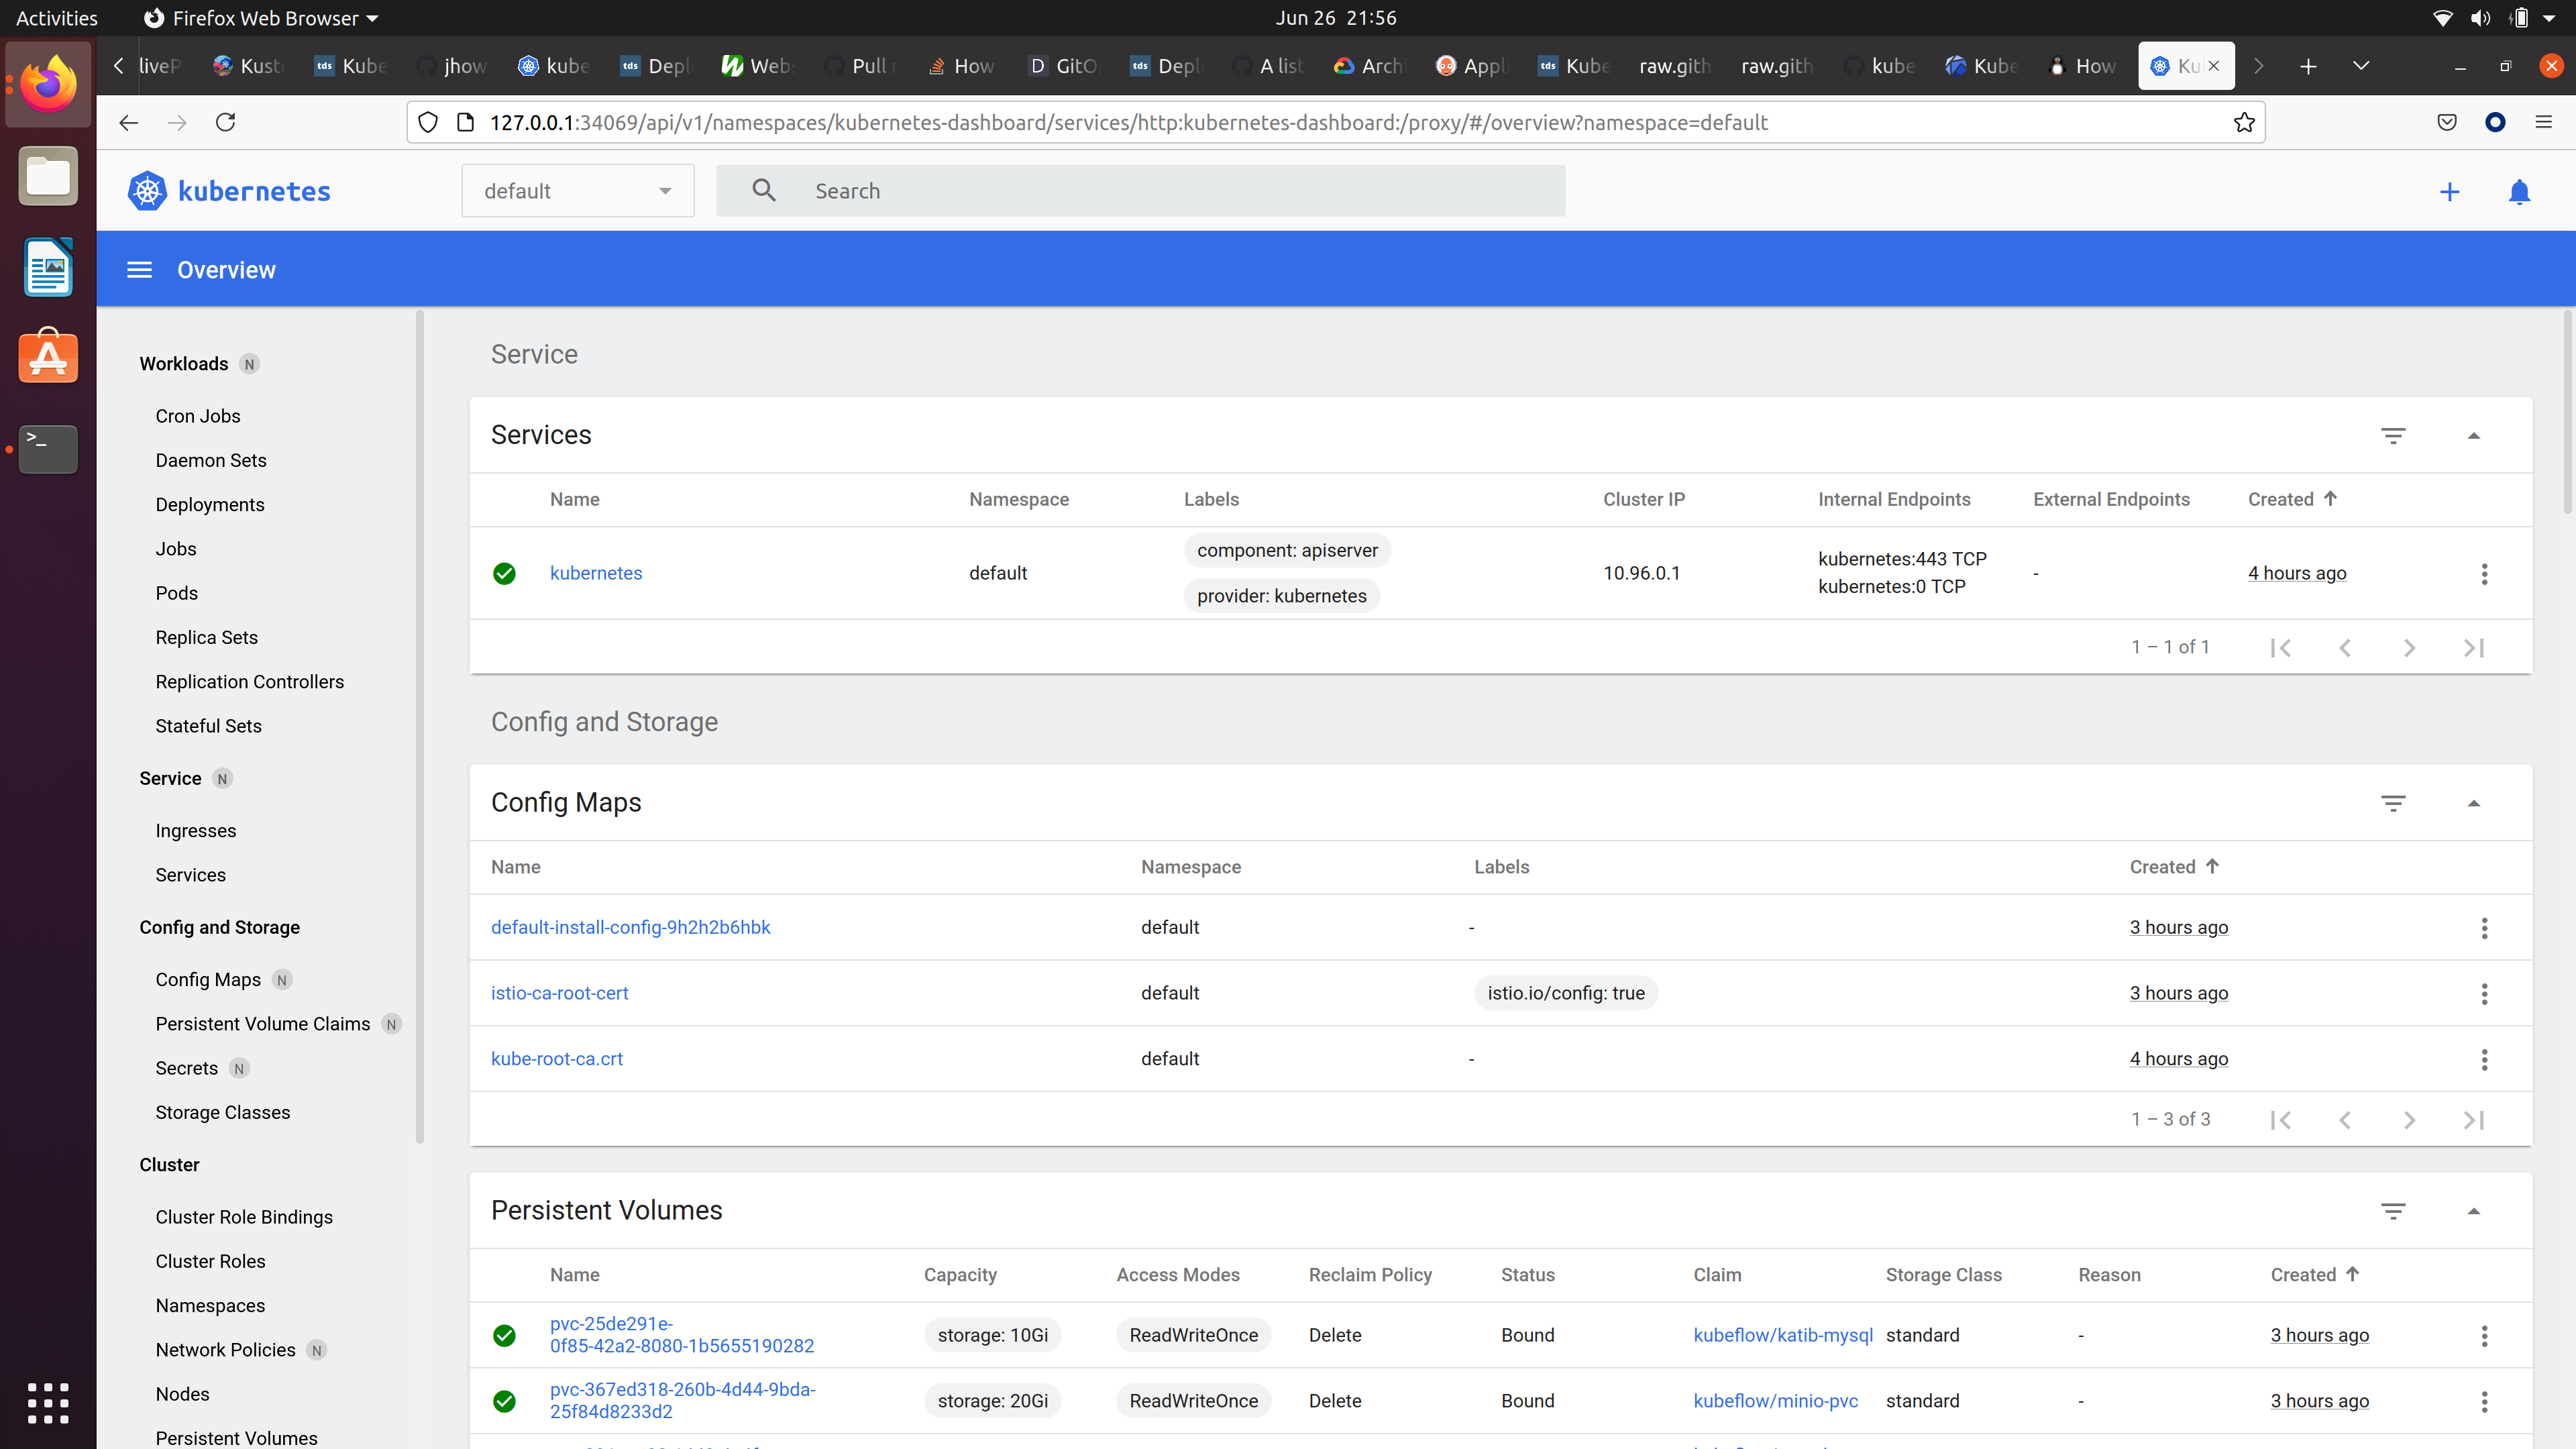 Activities Firefox Web Browser Jun 26 21:56
liveP Kust Kube jhow kube Depl Web Pull How D GitO Depl A list Archi Appl Kube raw.gith raw.gith kube Kube How Ku
127.0.0.1:34069/api/v1/namespaces/kubernetes-dashboard/services/http:kubernetes-dashboard:/proxy/#/overview?namespace=default
kubernetes default Search
Overview
Workloads N
Cron Jobs
Daemon Sets
Deployments
Jobs
Pods
Replica Sets
Replication Controllers
Stateful Sets
Service N
Ingresses
Services
Config and Storage
Config Maps N
Persistent Volume Claims N
Secrets N
Storage Classes
Cluster
Cluster Role Bindings
Cluster Roles
Namespaces
Network Policies N
Nodes
Persistent Volumes
Service
Services
Name Namespace Labels Cluster IP Internal Endpoints External Endpoints Created
kubernetes default component: apiserver provider: kubernetes 10.96.0.1 kubernetes:443 TCP kubernetes:0 TCP - 4 hours ago
1 – 1 of 1
Config and Storage
Config Maps
Name Namespace Labels Created
default-install-config-9h2h2b6hbk default - 3 hours ago
istio-ca-root-cert default istio.io/config: true 3 hours ago
kube-root-ca.crt default - 4 hours ago
1 – 3 of 3
Persistent Volumes
Name Capacity Access Modes Reclaim Policy Status Claim Storage Class Reason Created
pvc-25de291e-
0f85-42a2-8080-1b5655190282 storage: 10Gi ReadWriteOnce Delete Bound kubeflow/katib-mysql standard - 3 hours ago
pvc-367ed318-260b-4d44-9bda-
25f84d8233d2 storage: 20Gi ReadWriteOnce Delete Bound kubeflow/minio-pvc standard - 3 hours ago